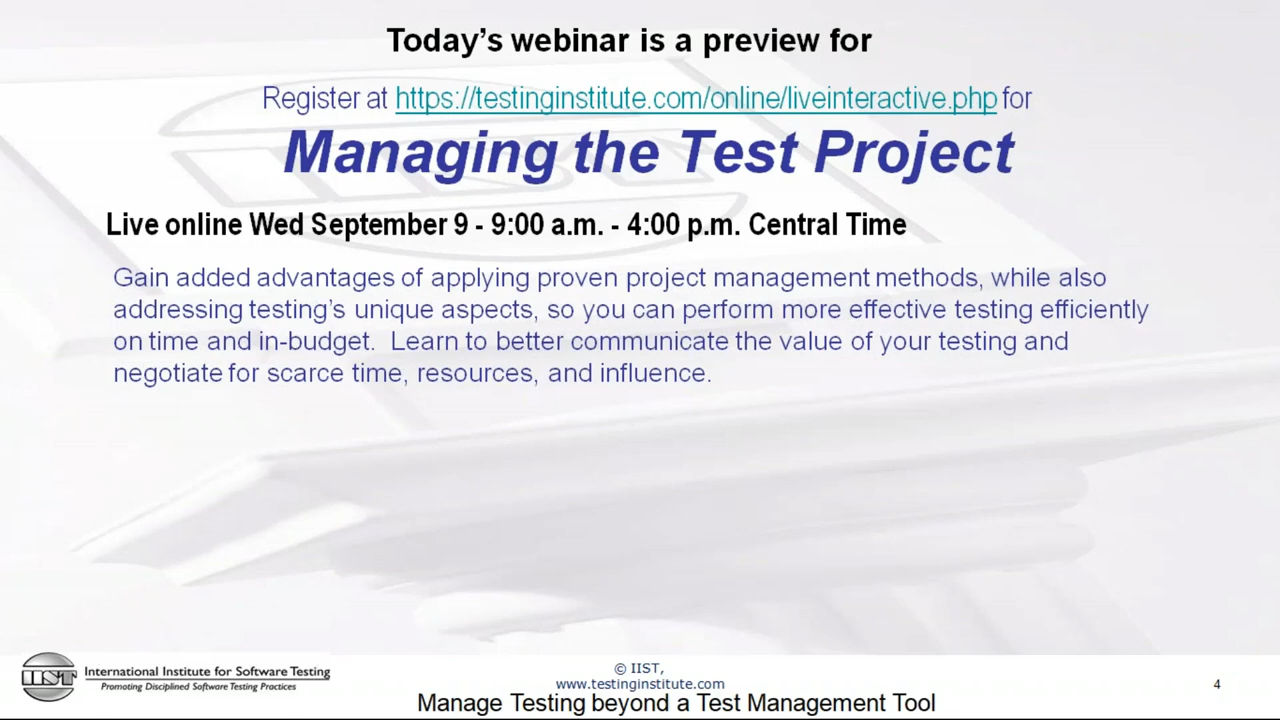 Today's webinar is a preview for
Register at https://testinginstitute.com/online/liveinteractive.php for
Managing the Test Project
Live online Wed September 9 - 9:00 a.m. - 4:00 p.m. Central Time
Gain added advantages of applying proven project management methods, while also
addressing testing's unique aspects, so you can perform more effective testing efficiently
on time and in-budget.  Learn to better communicate the value of your testing and
negotiate for scarce time, resources, and influence.
IIST
International Institute for Software Testing
Promoting Disciplined Software Testing Practices
© IIST,
www.testinginstitute.com
Manage Testing beyond a Test Management Tool
4